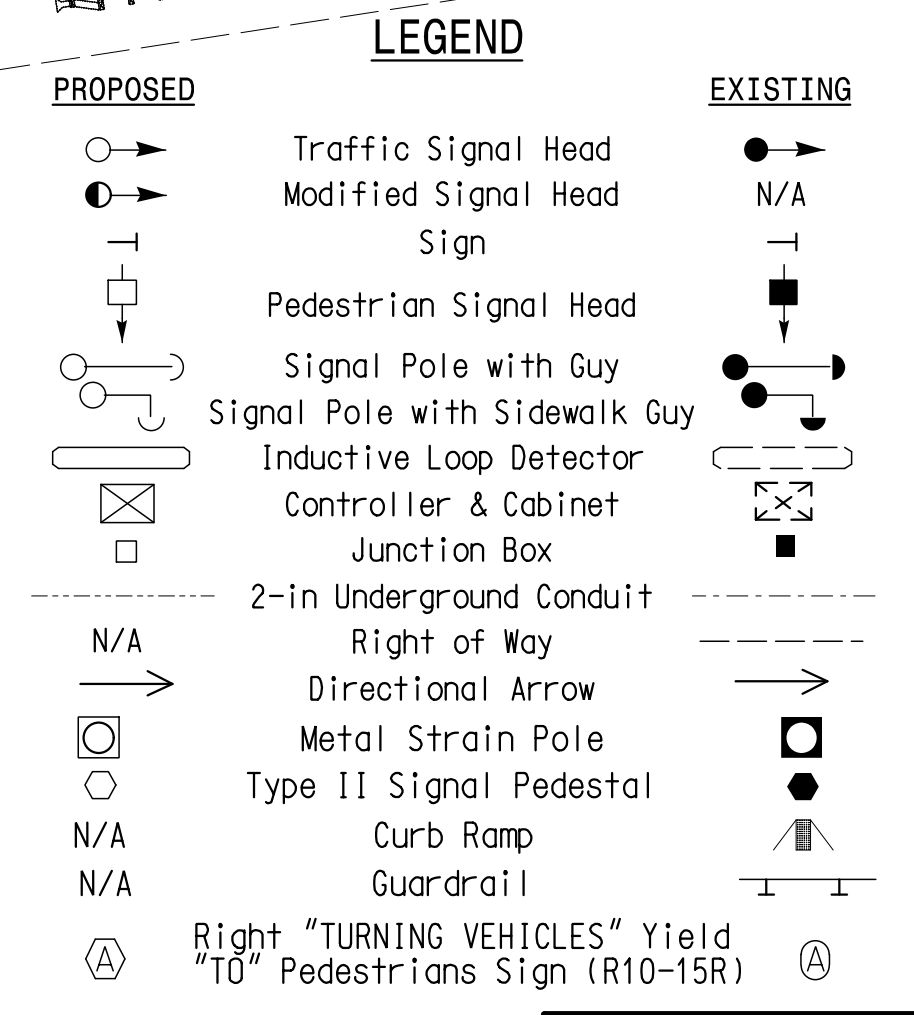 LEGEND
PROPOSED EXISTING
Traffic Signal Head
Modified Signal Head N/A
Sign
Pedestrian Signal Head
Signal Pole with Guy
Signal Pole with Sidewalk Guy
Inductive Loop Detector
Controller & Cabinet
Junction Box
2-in Underground Conduit
N/A Right of Way
Directional Arrow
Metal Strain Pole
Type II Signal Pedestal
N/A Curb Ramp
N/A Guardrail
Right "TURNING VEHICLES" Yield
A "TO" Pedestrians Sign (R10-15R) A